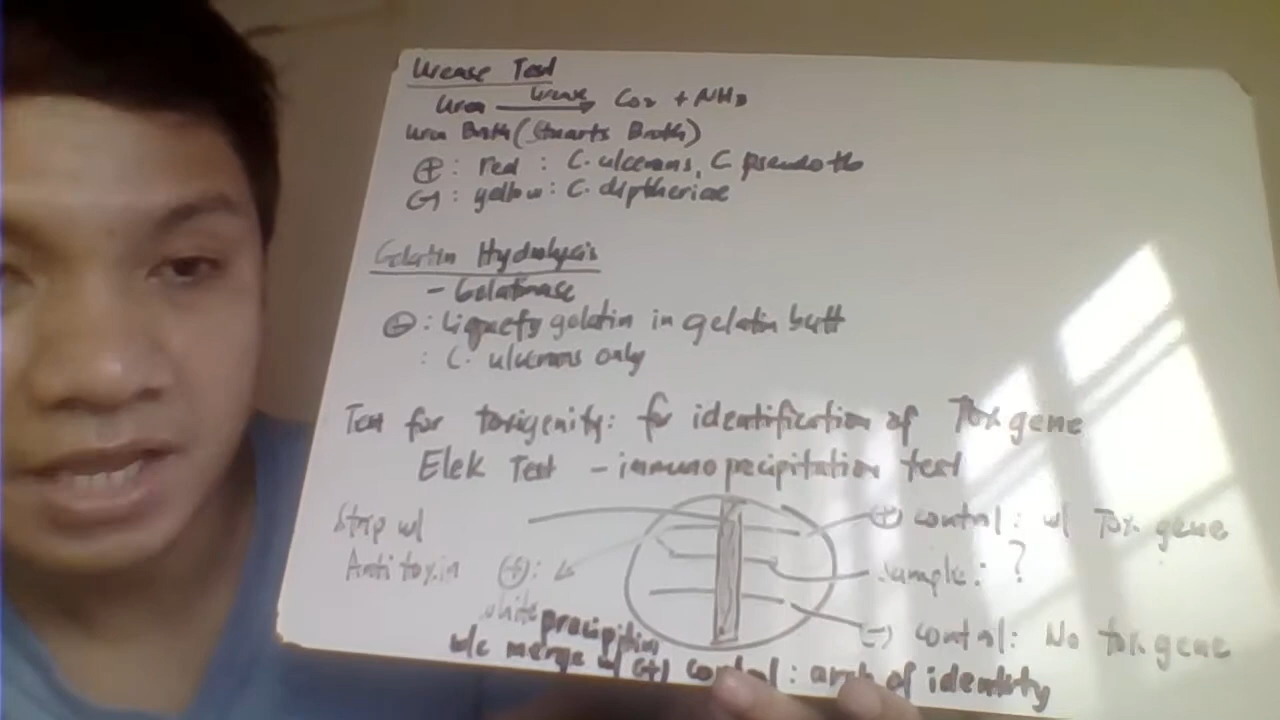 Urease Test
Urea urease → CO2 + NH3
Urea Broth (Stuarts Broth)
⊕ : red : C. ulcerans, C. pseudotb
(-) : yellow : C. diptheriae
Gelatin Hydrolysis
- Gelatinase
⊕ : Liquefy gelatin in gelatin butt
: C. ulcerans only
Test for toxigenity: for identification of Tox gene
Elek Test - immunoprecipitation test
Strip w/
Antitoxin
(+) control: w/ Tox gene
sample: ?
(-) control: No tox gene
(+):
white precipitin
w/c merge w/ (+) control: arch of identity